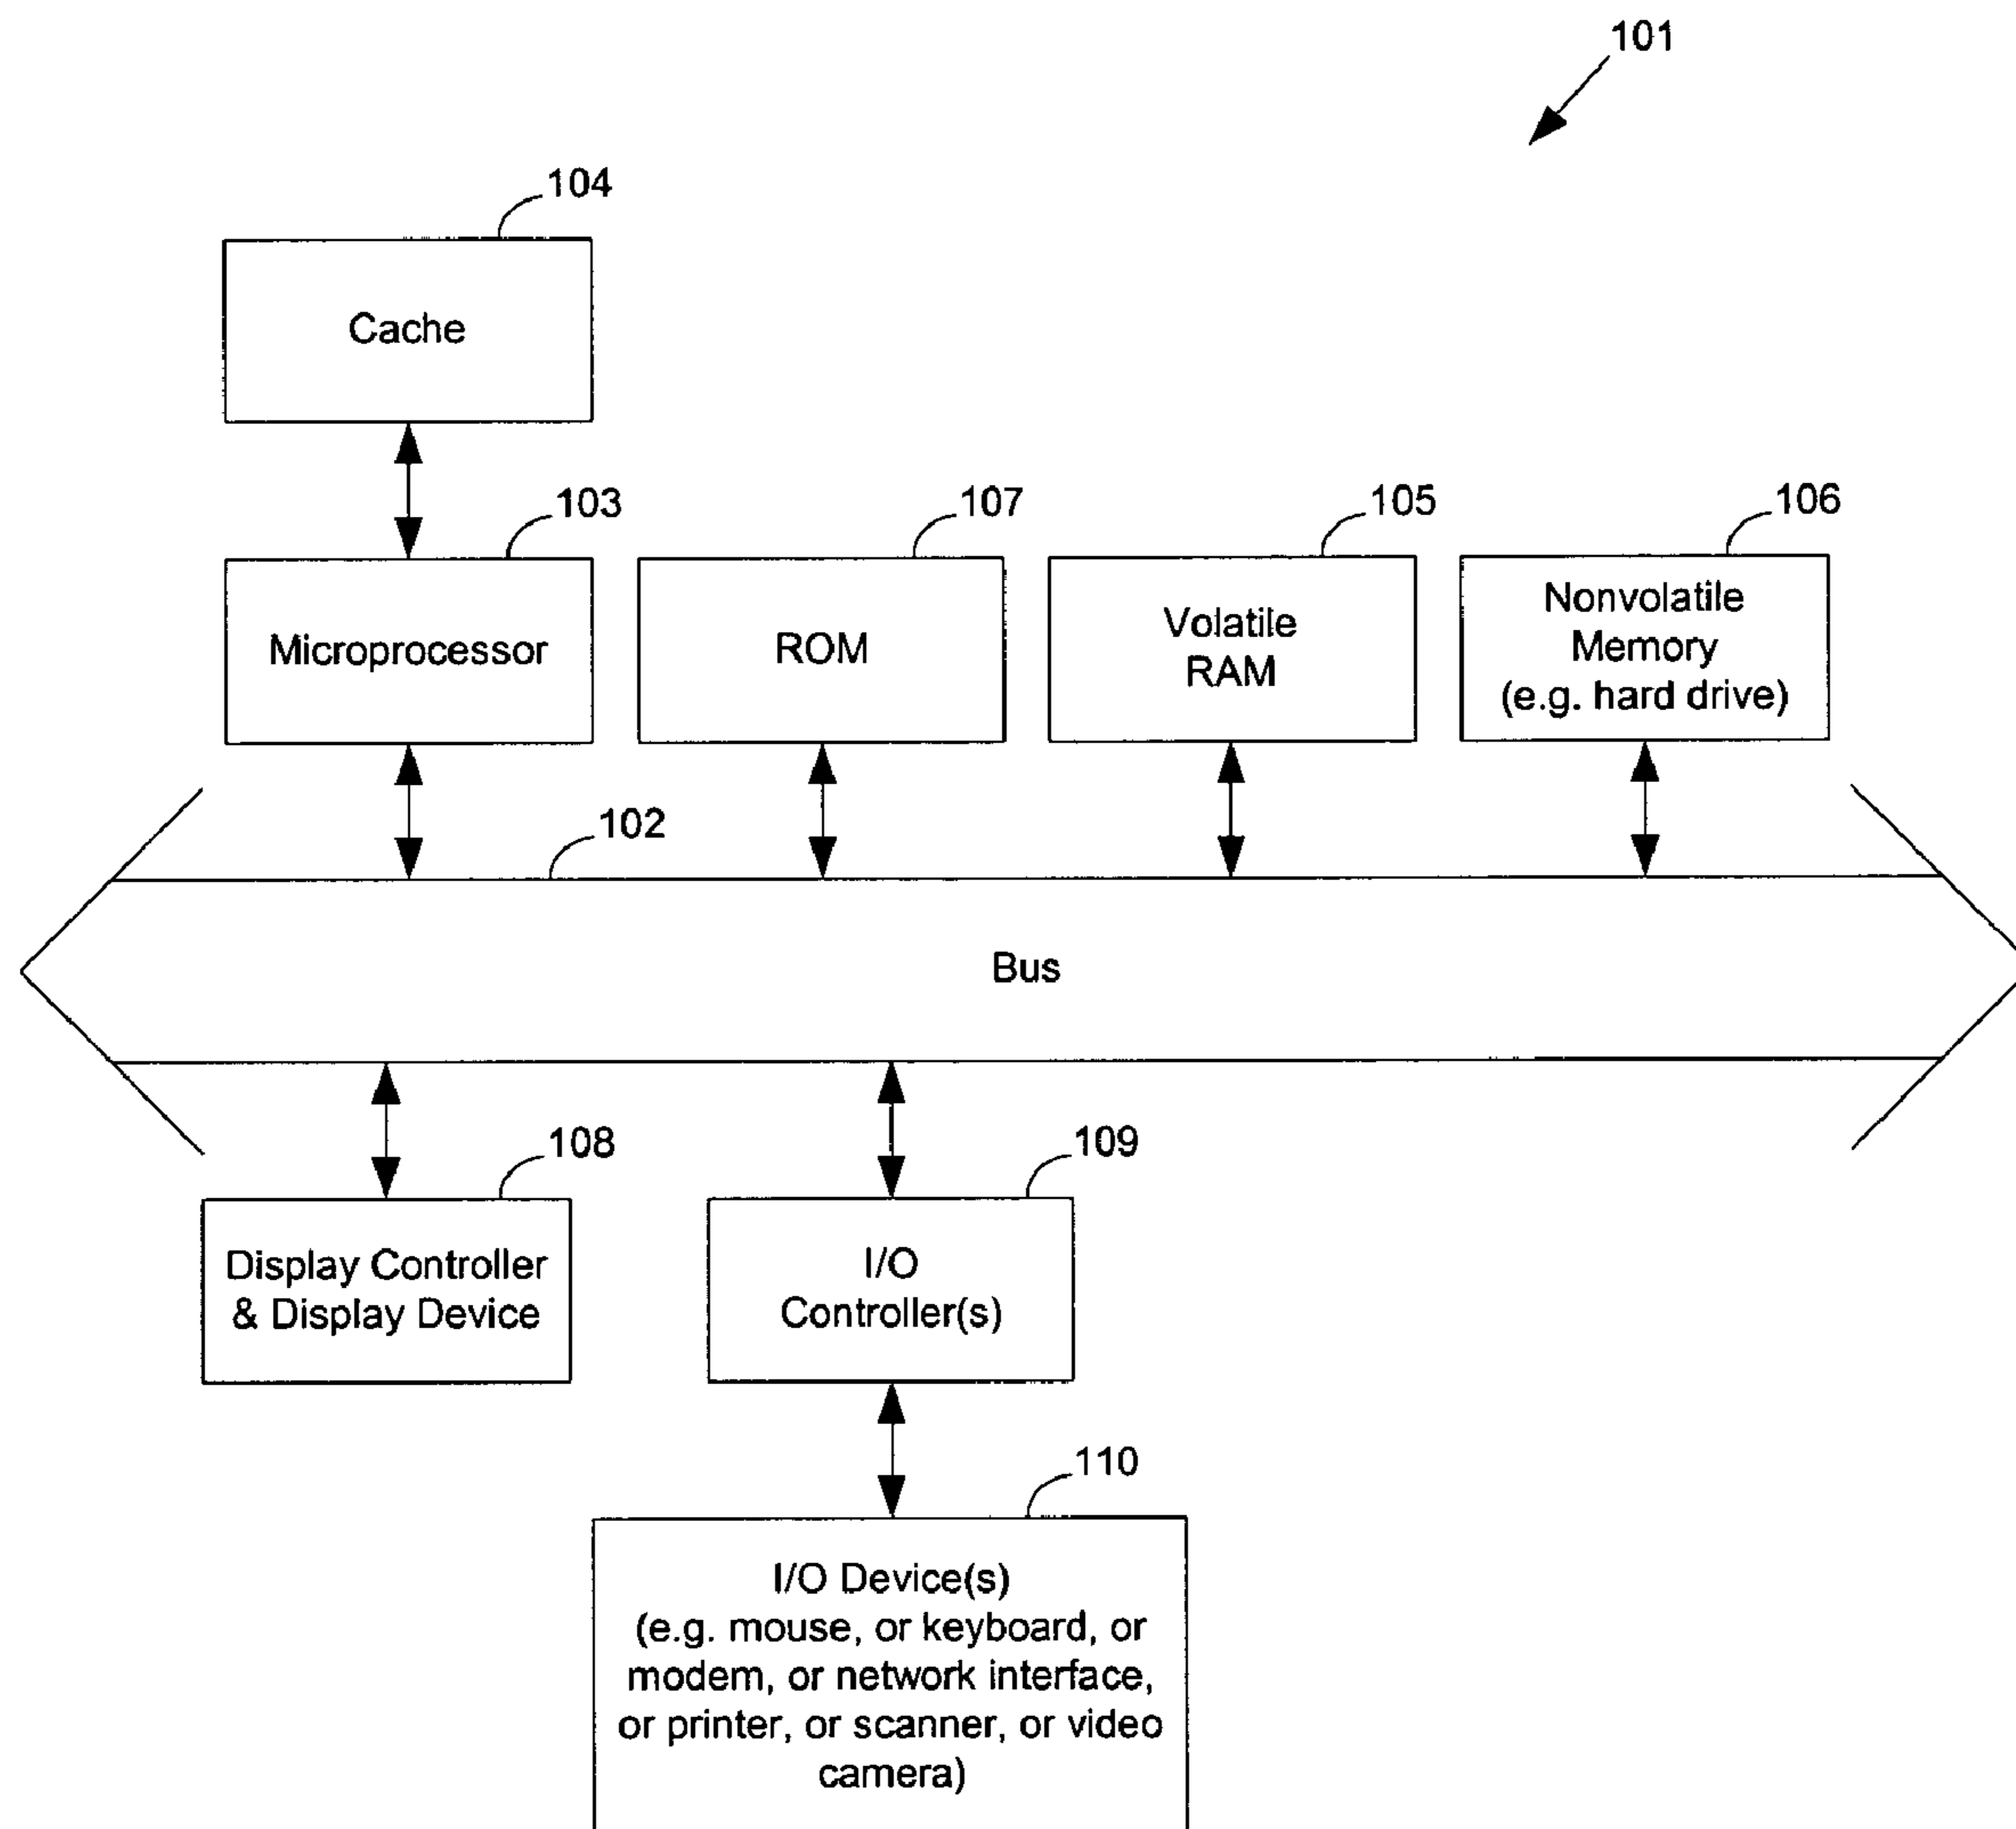 101
104
Cache
103
107
105
106
Microprocessor
ROM
Volatile
RAM
Nonvolatile
Memory
(e.g. hard drive)
102
Bus
108
109
Display Controller
& Display Device
I/O
Controller(s)
110
I/O Device(s)
(e.g. mouse, or keyboard, or
modem, or network interface,
or printer, or scanner, or video
camera)